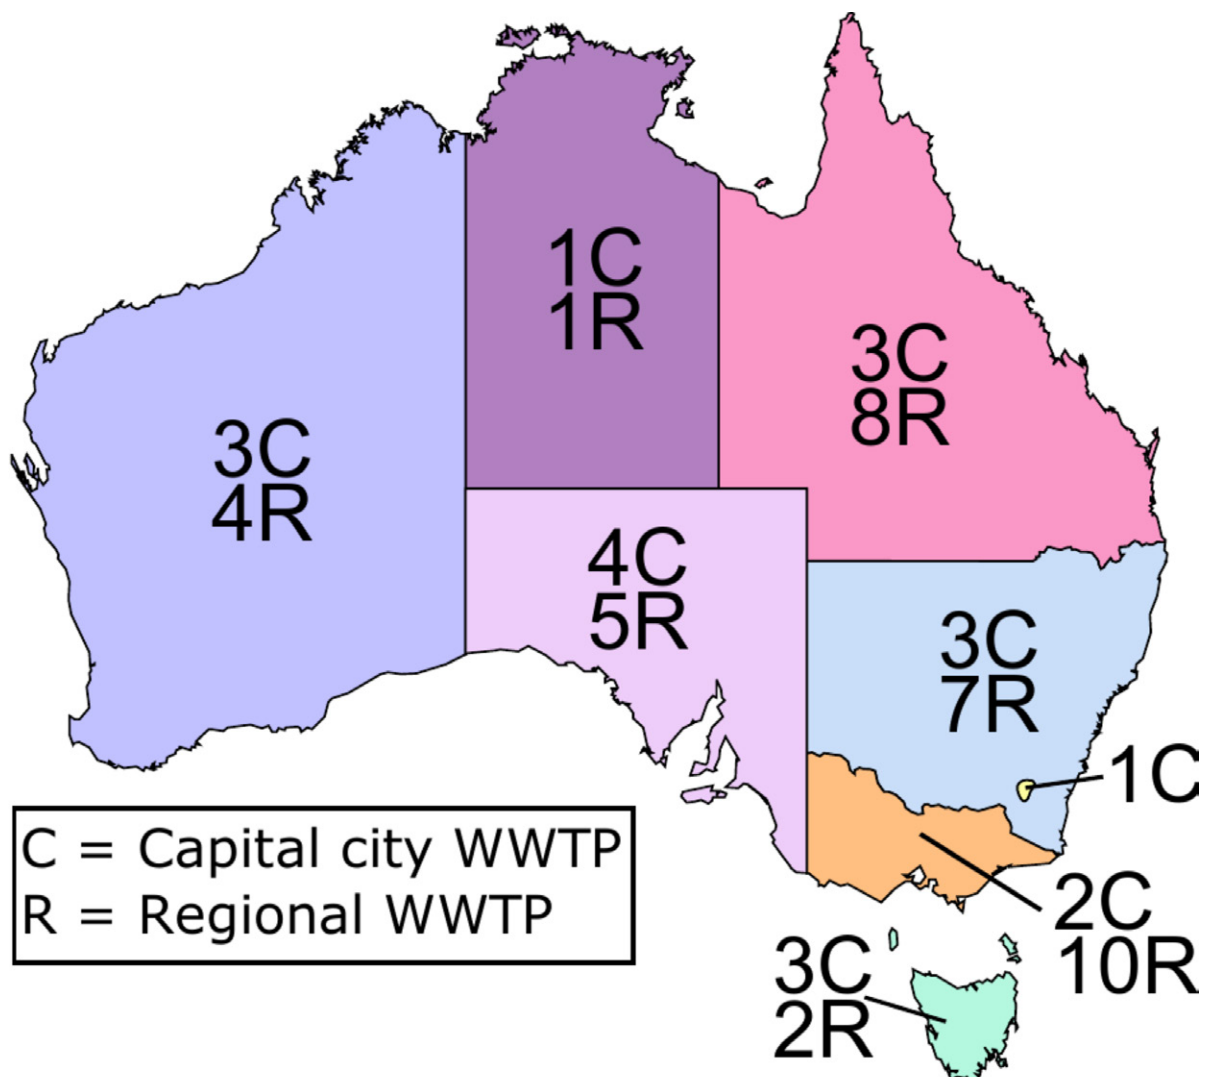 1C
1R
3C
8R
3C
4R
4C
5R
3C
7R
1C
C = Capital city WWTP
R = Regional WWTP
2C
10R
3C
2R